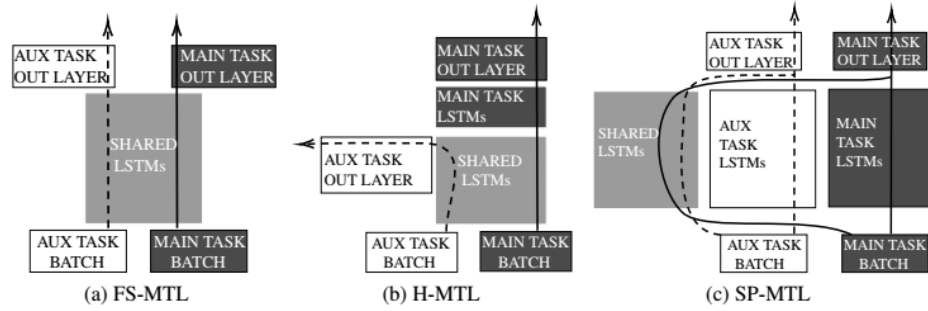 AUX TASK
OUT LAYER
MAIN TASK
OUT LAYER
SHARED
LSTMs
AUX TASK
BATCH
MAIN TASK
BATCH
(a) FS-MTL
MAIN TASK
OUT LAYER
MAIN TASK
LSTMs
AUX TASK
OUT LAYER
SHARED
LSTMs
AUX TASK
BATCH
MAIN TASK
BATCH
(b) H-MTL
AUX TASK
OUT LAYER
MAIN TASK
OUT LAYER
SHARED
LSTMs
AUX
TASK
LSTMs
MAIN
TASK
LSTMs
AUX TASK
BATCH
MAIN TASK
BATCH
(c) SP-MTL